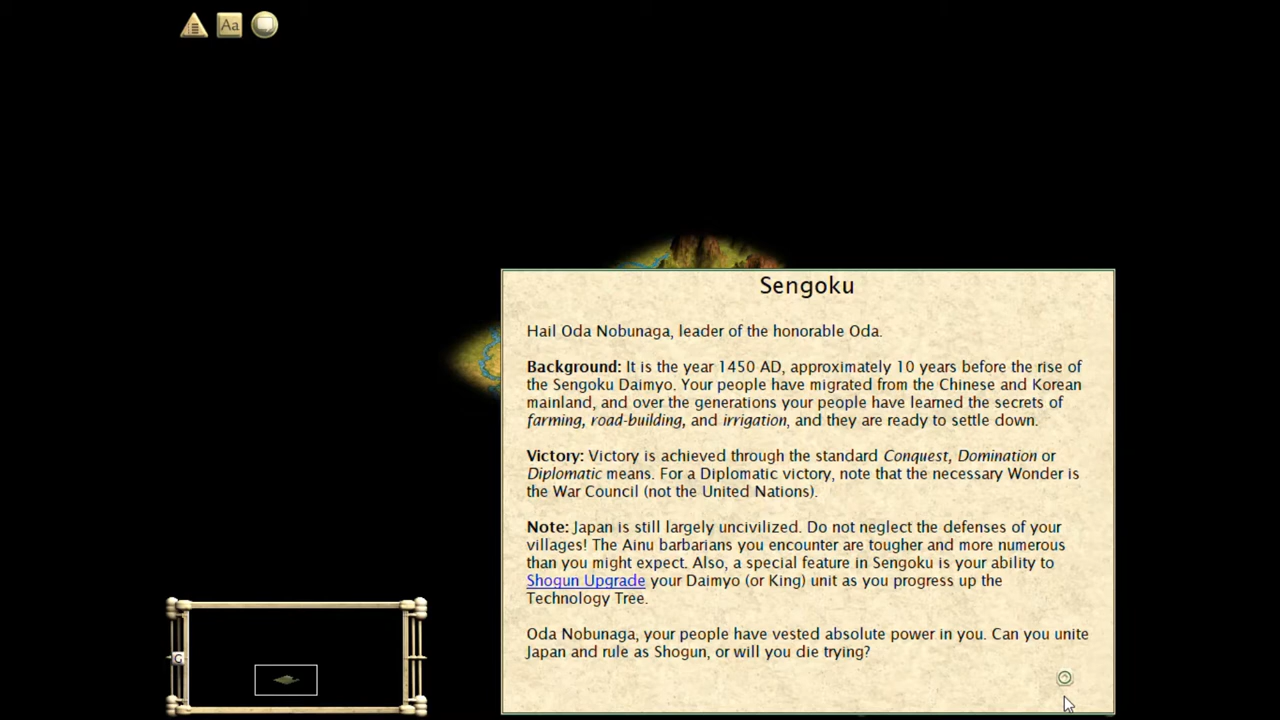 Aa
Sengoku
Hail Oda Nobunaga, leader of the honorable Oda.
Background: It is the year 1450 AD, approximately 10 years before the rise of
the Sengoku Daimyo. Your people have migrated from the Chinese and Korean
mainland, and over the generations your people have learned the secrets of
farming, road-building, and irrigation, and they are ready to settle down.
Victory: Victory is achieved through the standard Conquest, Domination or
Diplomatic means. For a Diplomatic victory, note that the necessary Wonder is
the War Council (not the United Nations).
Note: Japan is still largely uncivilized. Do not neglect the defenses of your
villages! The Ainu barbarians you encounter are tougher and more numerous
than you might expect. Also, a special feature in Sengoku is your ability to
Shogun Upgrade your Daimyo (or King) unit as you progress up the
Technology Tree.
Oda Nobunaga, your people have vested absolute power in you. Can you unite
Japan and rule as Shogun, or will you die trying?
G